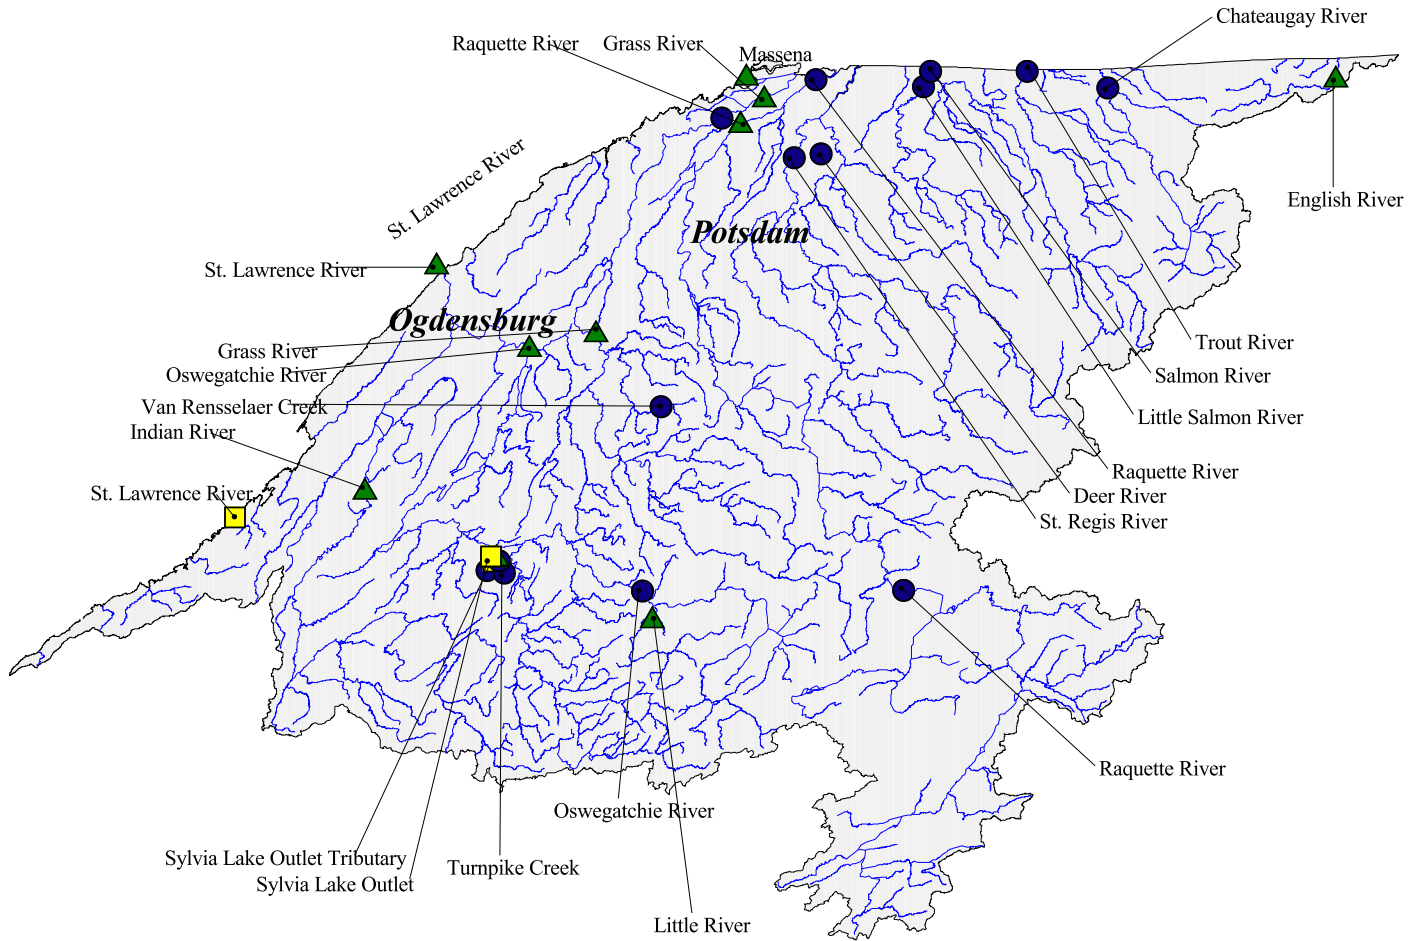 Chateaugay River
Raquette River
Grass River
Massena
St. Lawrence River
English River
Potsdam
St. Lawrence River
Ogdensburg
Grass River
Oswegatchie River
Van Rensselaer Creek
Indian River
St. Lawrence River
Trout River
Salmon River
Little Salmon River
Raquette River
Deer River
St. Regis River
Raquette River
Oswegatchie River
Sylvia Lake Outlet Tributary
Turnpike Creek
Sylvia Lake Outlet
Little River